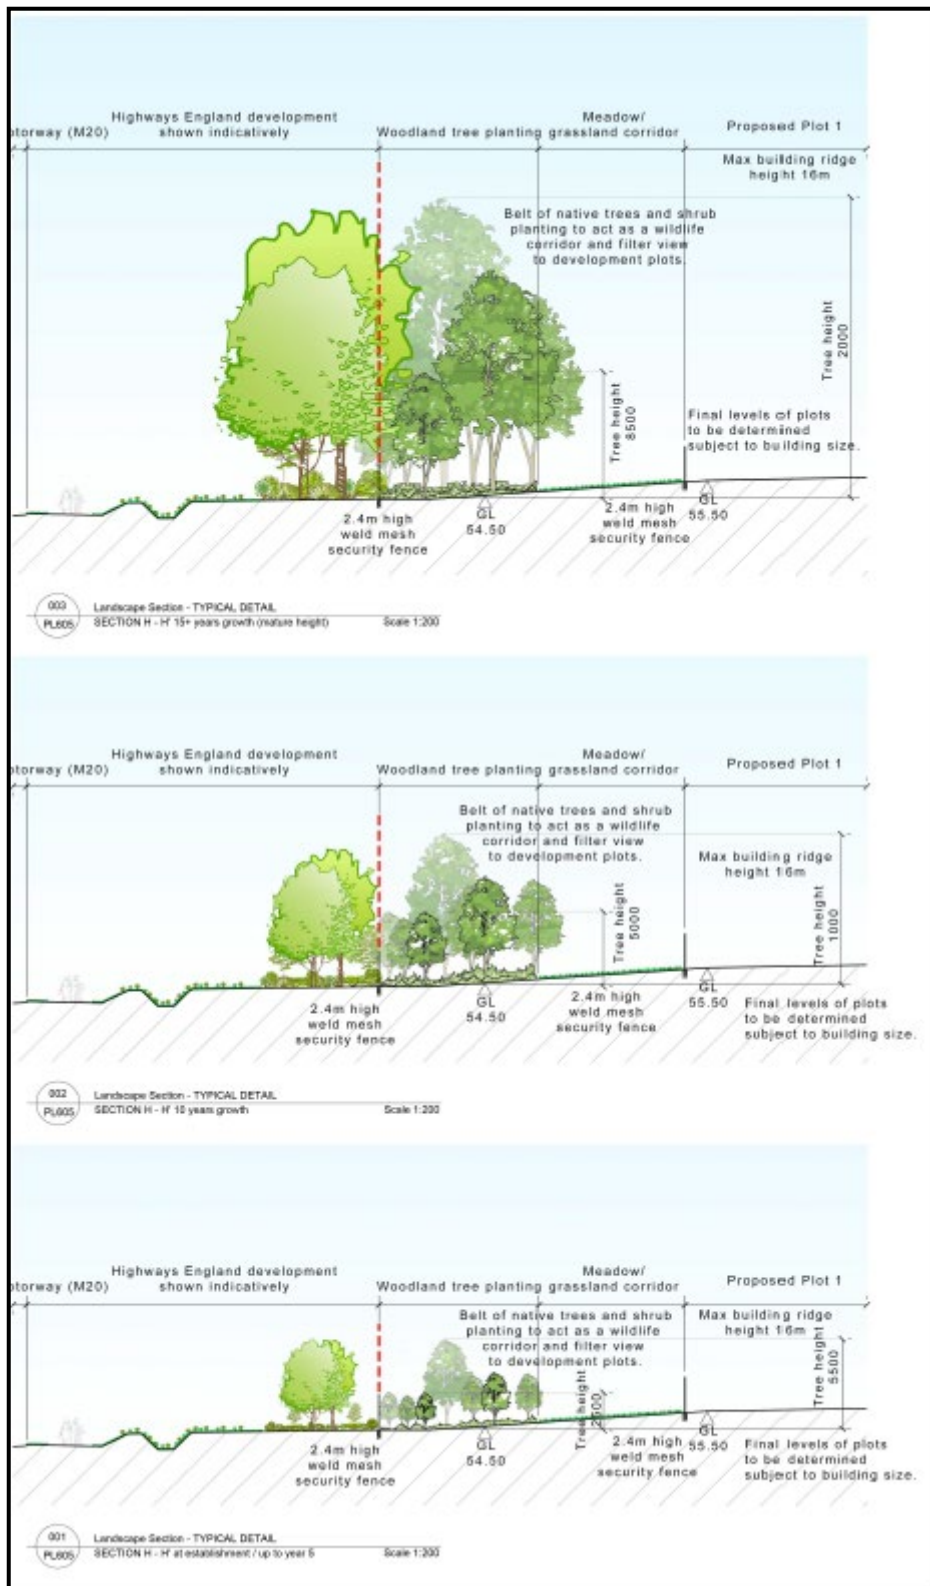 Highways England development
shown indicatively
otorway (M20)
Woodland tree planting
Meadow/
grassland corridor
Proposed Plot 1
Max building ridge
height 16m
Belt of native trees and shrub
planting to act as a wildlife
corridor and filter view
to development plots.
Tree height
2000
Tree height
8500
Final levels of plots
to be determined
subject to building size.
2.4m high
weld mesh
security fence
GL
54.50
2.4m high
weld mesh
security fence
GL
55.50
003
PL605
Landscape Section - TYPICAL DETAIL
SECTION H - H' 15+ years growth (mature height)
Scale 1:200
Highways England development
shown indicatively
otorway (M20)
Woodland tree planting
Meadow/
grassland corridor
Proposed Plot 1
Belt of native trees and shrub
planting to act as a wildlife
corridor and filter view
to development plots.
Max building ridge
height 16m
Tree height
5000
Tree height
1000
2.4m high
weld mesh
security fence
GL
54.50
2.4m high
weld mesh
security fence
GL
55.50
Final levels of plots
to be determined
subject to building size.
002
PL605
Landscape Section - TYPICAL DETAIL
SECTION H - H' 10 years growth
Scale 1:200
Highways England development
shown indicatively
otorway (M20)
Woodland tree planting
Meadow/
grassland corridor
Proposed Plot 1
Belt of native trees and shrub
planting to act as a wildlife
corridor and filter view
to development plots.
Max building ridge
height 16m
Tree height
2500
Tree height
5500
2.4m high
weld mesh
security fence
GL
54.50
2.4m high
weld mesh
security fence
GL
55.50
Final levels of plots
to be determined
subject to building size.
001
PL605
Landscape Section - TYPICAL DETAIL
SECTION H - H' at establishment / up to year 5
Scale 1:200